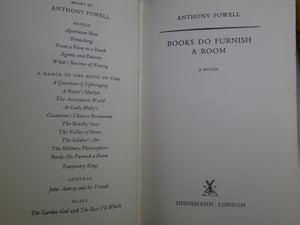 BOOKS BY
ANTHONY POWELL
NOVELS
Afternoon Men
Venusberg
From a View to a Death
Agents and Patients
What's Become of Waring
A DANCE TO THE MUSIC OF TIME
A Question of Upbringing
A Buyer's Market
The Acceptance World
At Lady Molly's
Casanova's Chinese Restaurant
The Kindly Ones
The Valley of Bones
The Soldier's Art
The Military Philosophers
Books Do Furnish a Room
Temporary Kings
GENERAL
John Aubrey and his Friends
PLAYS
The Garden God and The Rest I'll Whistle
ANTHONY POWELL
BOOKS DO FURNISH
A ROOM
A NOVEL
HEINEMANN : LONDON